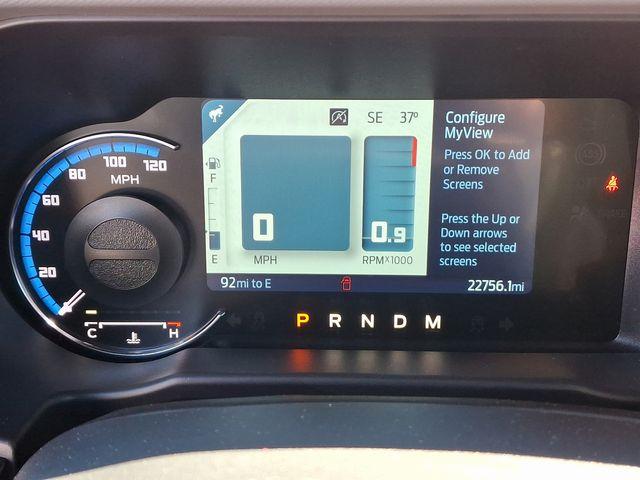 100
120
80
MPH
60
40
20
C
H
SE
37°
F
E
0
MPH
0.9
RPM×1000
Configure
MyView
Press OK to Add
or Remove
Screens
Press the Up or
Down arrows
to see selected
screens
92mi to E
22756.1mi
P R N D M